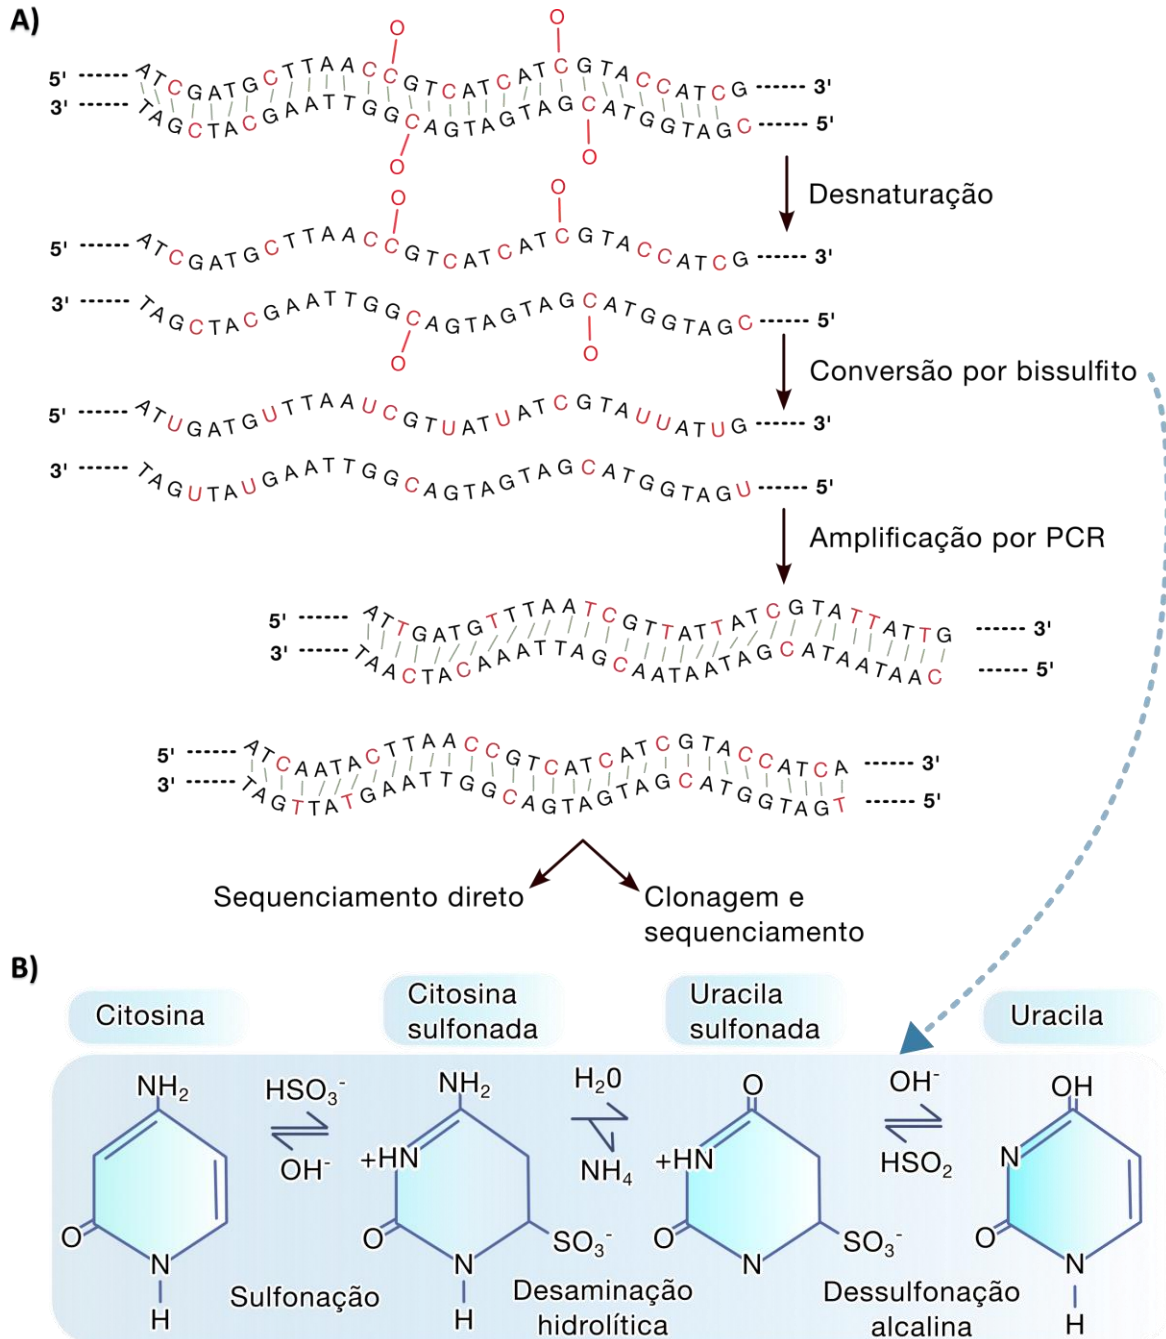 A)
O O
5' ATCGATGCTTAACCGTCATCATCGTACCATCG 3'
3' TAGCTACGAATTGGCAGTAGTAGCATGGTAGC 5'
O O
Desnaturação
O O
5' ATCGATGCTTAACCGTCATCATCGTACCATCG 3'
3' TAGCTACGAATTGGCAGTAGTAGCATGGTAGC 5'
O O
Conversão por bissulfito
5' ATUGATGUTTAAUCGTUATUATCGTAUUATUG 3'
3' TAGUTAUGAATTGGCAGTAGTAGCATGGTAGU 5'
Amplificação por PCR
5' ATTGATGTTTAATCGTTATTATCGTATTATTG 3'
3' TAACTACAAATTAGCAATAATAGCATAATAAC 5'
5' ATCAATACTTAACCGTCATCATCGTACCATCA 3'
3' TAGTTATGAATTGGCAGTAGTAGCATGGTAGT 5'
Sequenciamento direto
Clonagem e
sequenciamento
B)
Citosina
Citosina
sulfonada
Uracila
sulfonada
Uracila
NH2
O
N
H
HSO3-
OH-
Sulfonação
NH2
+HN
O
N
H
SO3-
H20
NH4
Desaminação
hidrolítica
O
+HN
O
N
SO3-
OH-
HSO2
Dessulfonação
alcalina
OH
N
O
N
H